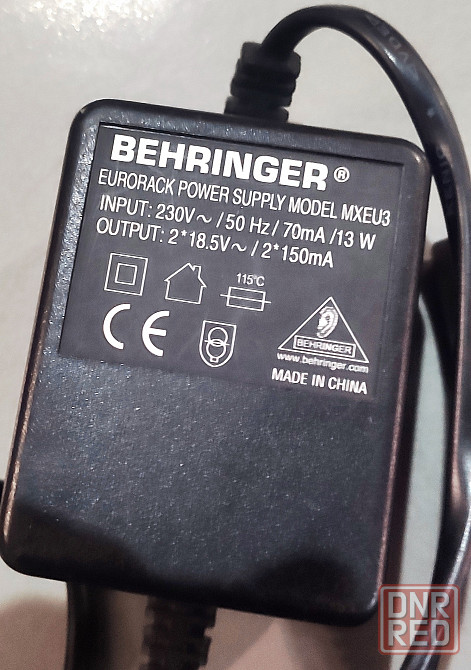 BEHRINGER®
EURORACK POWER SUPPLY MODEL MXEU3
INPUT: 230V~ / 50 Hz / 70mA /13 W
OUTPUT: 2*18.5V~ / 2*150mA
115°C
CE
BEHRINGER
www.behringer.com
MADE IN CHINA
DNR
RED